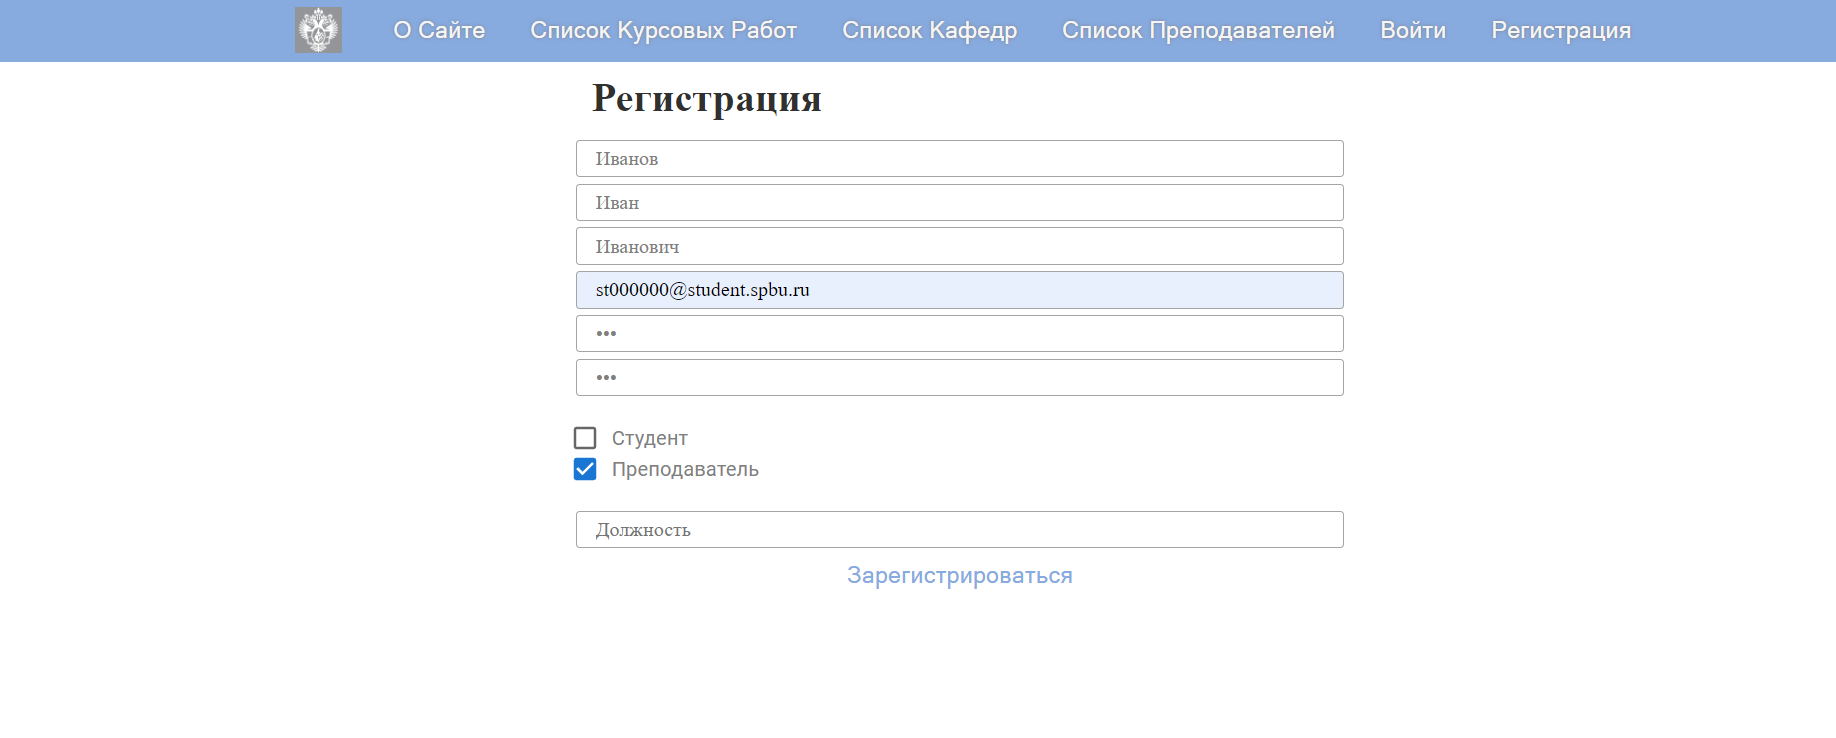 О Сайте Список Курсовых Работ Список Кафедр Список Преподавателей Войти Регистрация
Регистрация
Иванов
Иван
Иванович
st000000@student.spbu.ru
•••
•••
Студент
Преподаватель
Должность
Зарегистрироваться